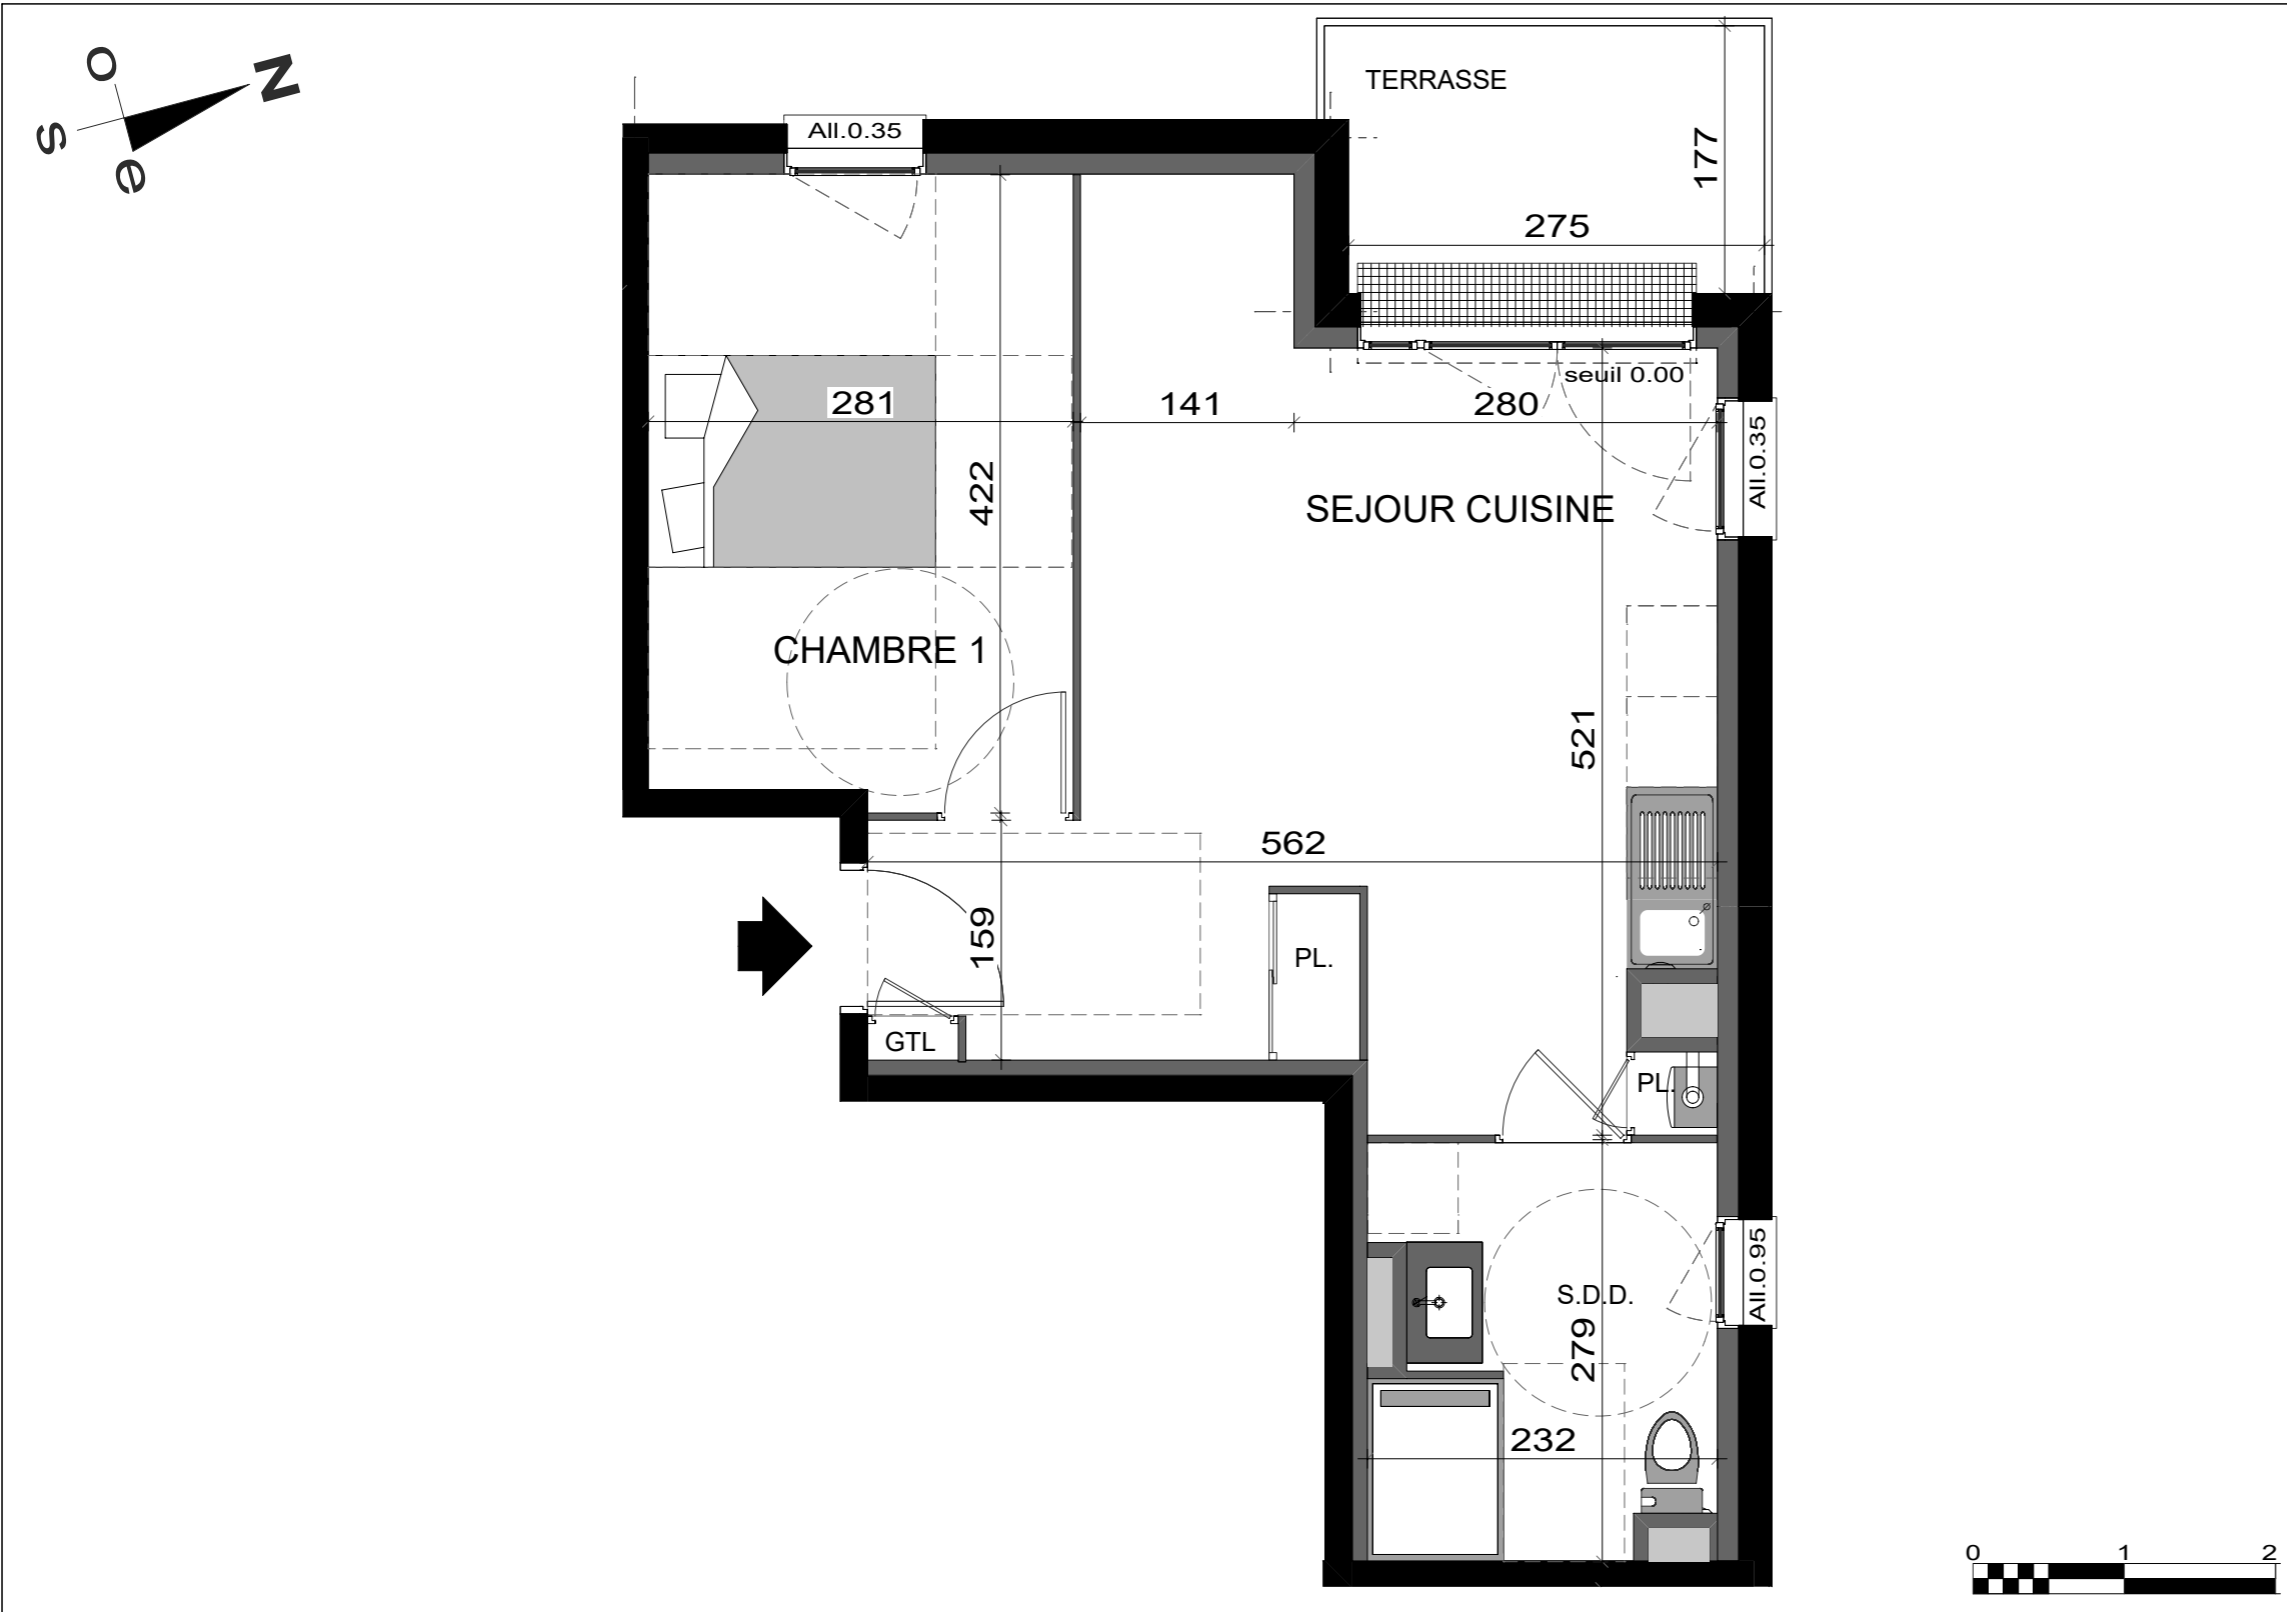 O
N
S
e
TERRASSE
All.0.35
177
275
seuil 0.00
281
141
280
All.0.35
422
SEJOUR CUISINE
CHAMBRE 1
521
562
159
PL.
GTL
PL.
All.0.95
S.D.D.
279
232
0 1 2